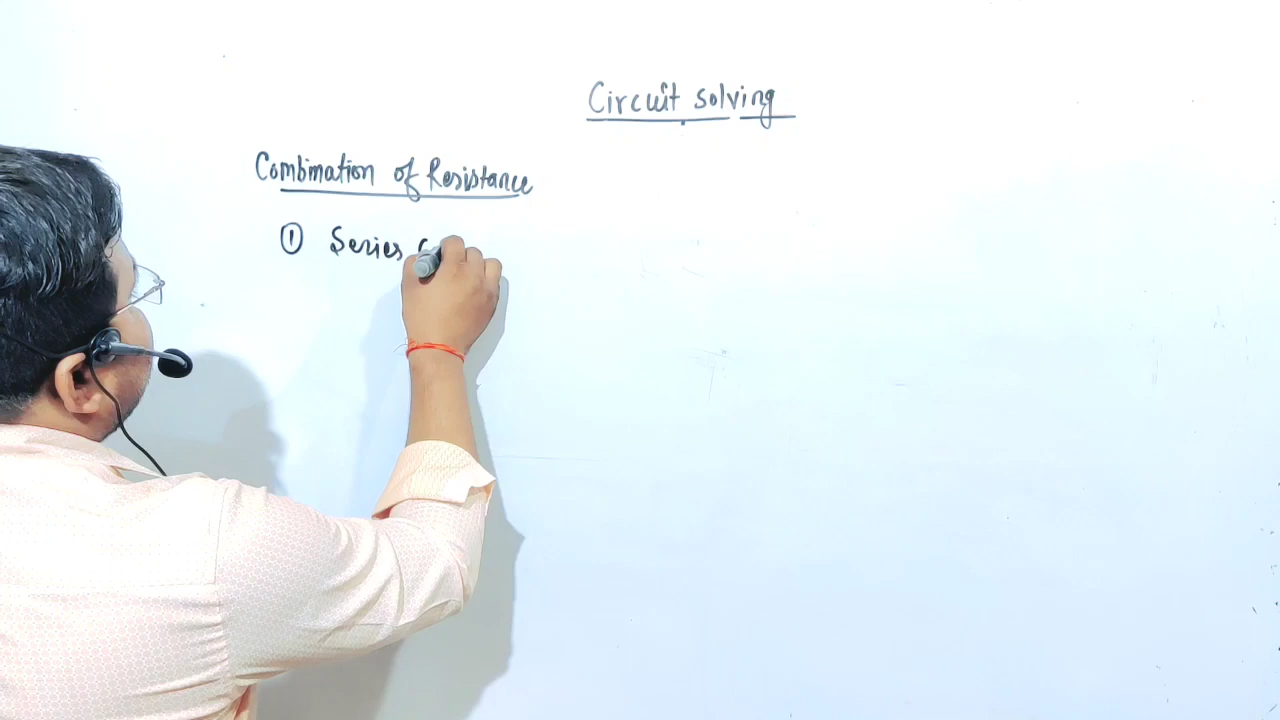 Circuit solving
Combination of Resistance
① Series